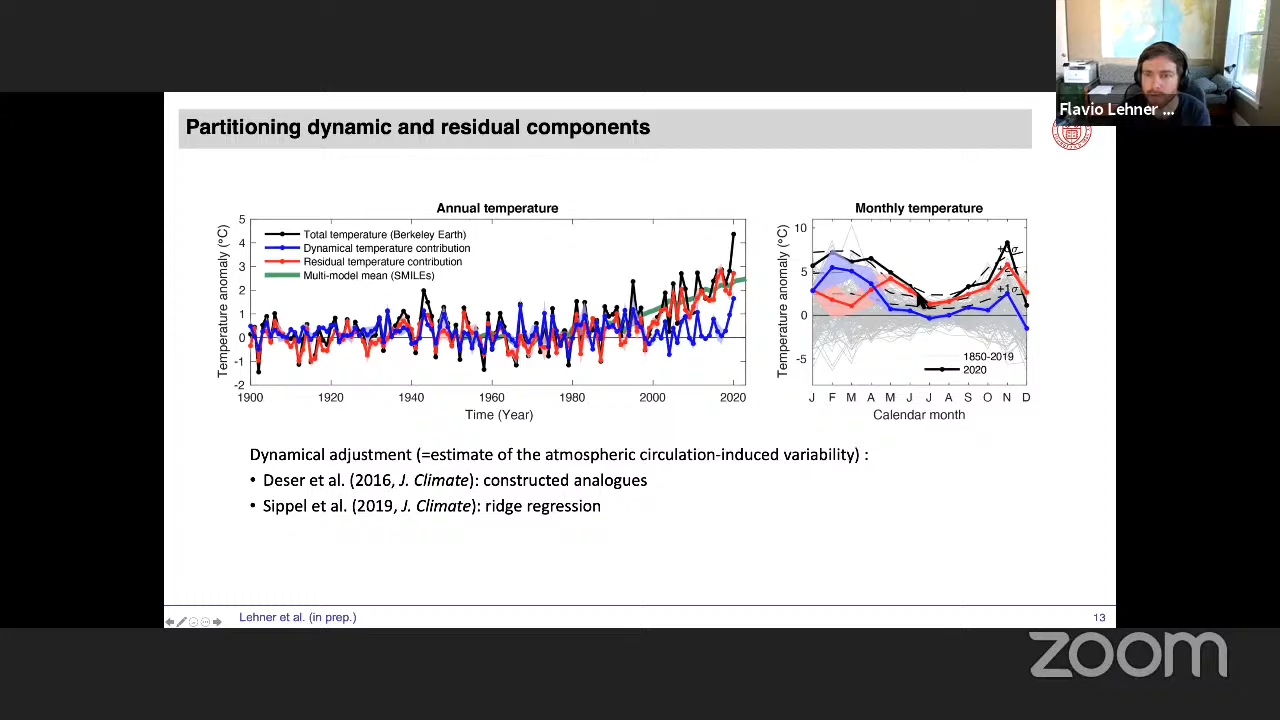 Flavio Lehner ...
Partitioning dynamic and residual components
Annual temperature
Temperature anomaly (°C)
5
4
3
2
1
0
-1
-2
Total temperature (Berkeley Earth)
Dynamical temperature contribution
Residual temperature contribution
Multi-model mean (SMILEs)
1900 1920 1940 1960 1980 2000 2020
Time (Year)
Monthly temperature
Temperature anomaly (°C)
10
5
0
-5
+1σ
1850-2019
2020
J F M A M J J A S O N D
Calendar month
Dynamical adjustment (=estimate of the atmospheric circulation-induced variability) :
• Deser et al. (2016, J. Climate): constructed analogues
• Sippel et al. (2019, J. Climate): ridge regression
Lehner et al. (in prep.)
13
zoom